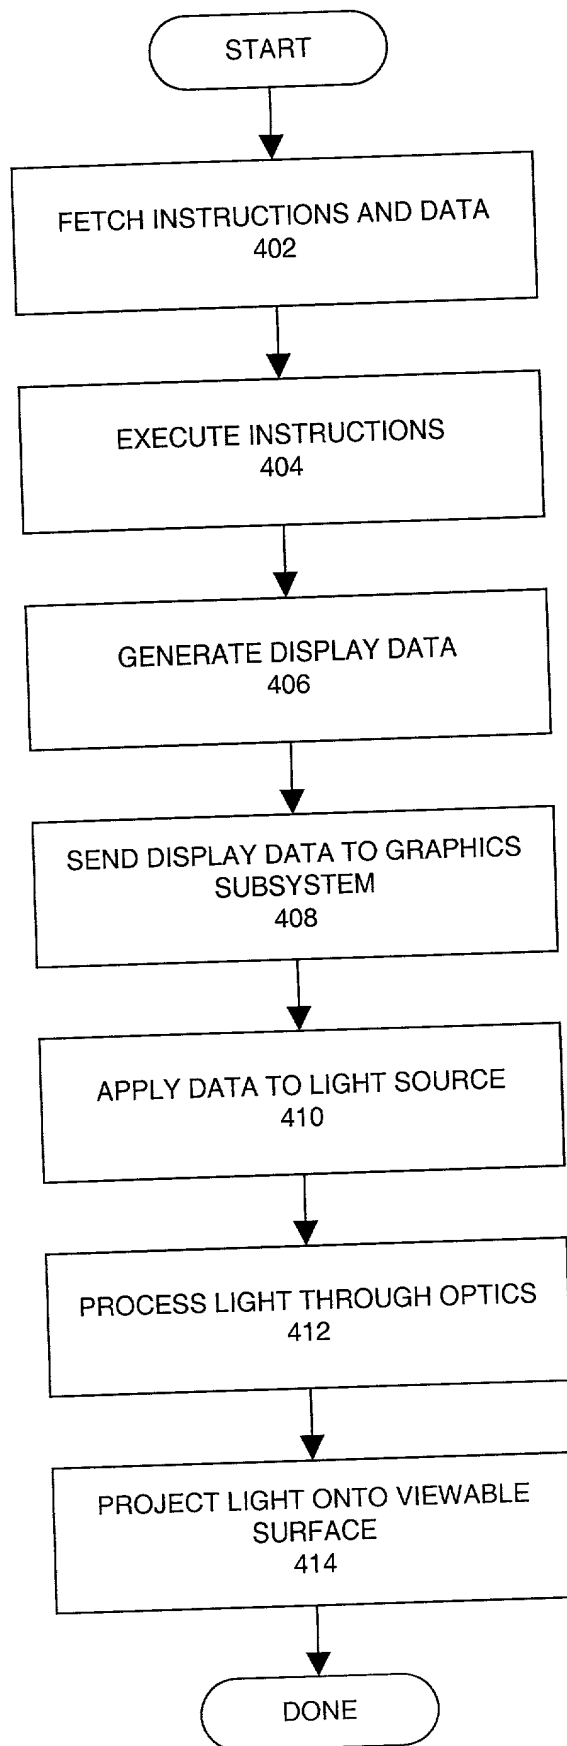 START
FETCH INSTRUCTIONS AND DATA
402
EXECUTE INSTRUCTIONS
404
GENERATE DISPLAY DATA
406
SEND DISPLAY DATA TO GRAPHICS
SUBSYSTEM
408
APPLY DATA TO LIGHT SOURCE
410
PROCESS LIGHT THROUGH OPTICS
412
PROJECT LIGHT ONTO VIEWABLE
SURFACE
414
DONE